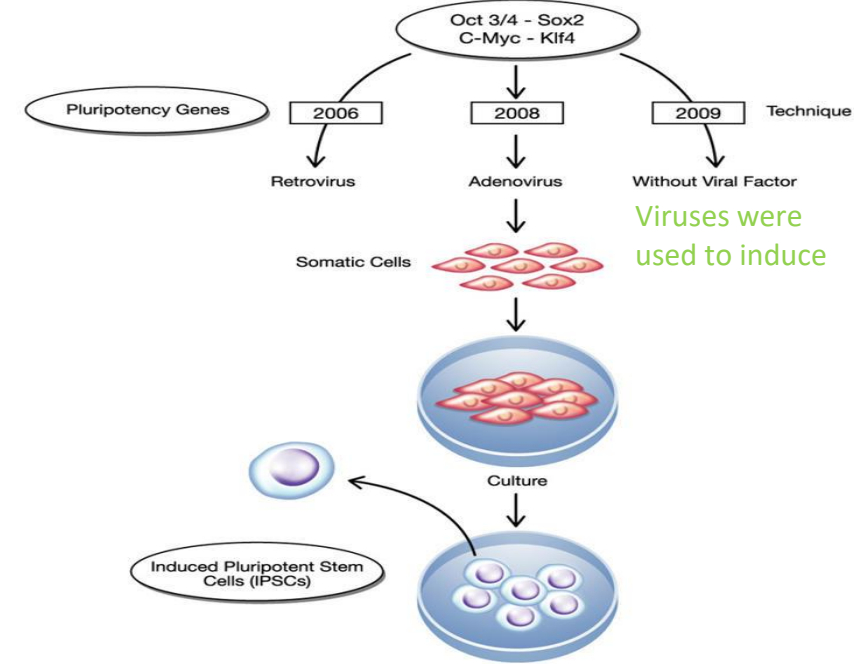 Oct 3/4 - Sox2
C-Myc - Klf4
Pluripotency Genes
2006
2008
2009
Technique
Retrovirus
Adenovirus
Without Viral Factor
Viruses were
used to induce
Somatic Cells
Culture
Induced Pluripotent Stem
Cells (IPSCs)